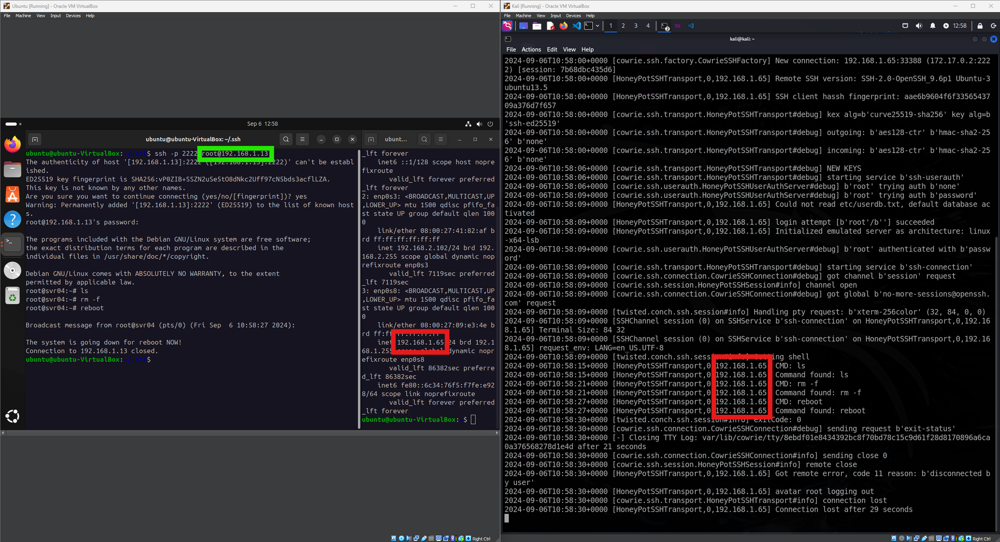 Ubuntu [Running] - Oracle VM VirtualBox
File Machine View Input Devices Help
Sep 6 12:58
ubuntu@ubuntu-VirtualBox: ~/.ssh
ubuntu@ubuntu-VirtualBox:~/.ssh$ ssh -p 2222 root@192.168.1.13
The authenticity of host '[192.168.1.13]:2222 ([192.168.1.13]:2222)' can't be establ
ished.
ED25519 key fingerprint is SHA256:vP0ZIB+SSZN2uSe5tO8dNkc2Uff97cN5bds3acflLZA.
This key is not known by any other names.
Are you sure you want to continue connecting (yes/no/[fingerprint])? yes
Warning: Permanently added '[192.168.1.13]:2222' (ED25519) to the list of known host
s.
root@192.168.1.13's password:
The programs included with the Debian GNU/Linux system are free software;
the exact distribution terms for each program are described in the
individual files in /usr/share/doc/*/copyright.
Debian GNU/Linux comes with ABSOLUTELY NO WARRANTY, to the extent
permitted by applicable law.
root@svr04:~# ls
root@svr04:~# rm -f
root@svr04:~# reboot
Broadcast message from root@svr04 (pts/0) (Fri Sep  6 10:58:27 2024):
The system is going down for reboot NOW!
Connection to 192.168.1.13 closed.
ubuntu@ubuntu-VirtualBox:~/.ssh$
ubunt...
_lft forever
inet6 ::1/128 scope host nopre
fixroute
valid_lft forever preferred
_lft forever
2: enp0s3: <BROADCAST,MULTICAST,UP
,LOWER_UP> mtu 1500 qdisc pfifo_fa
st state UP group default qlen 100
0
link/ether 08:00:27:41:82:af b
rd ff:ff:ff:ff:ff:ff
inet 192.168.2.102/24 brd 192.
168.2.255 scope global dynamic nop
refixroute enp0s3
valid_lft 7119sec preferred
_lft 7119sec
3: enp0s8: <BROADCAST,MULTICAST,UP
,LOWER_UP> mtu 1500 qdisc pfifo_fa
st state UP group default qlen 100
0
link/ether 08:00:27:09:e3:4e b
rd ff:ff:ff:ff:ff:ff
inet 192.168.1.65/24 brd 192.1
68.1.255 scope global dynamic nopr
efixroute enp0s8
valid_lft 86382sec preferre
d_lft 86382sec
inet6 fe80::6c34:76f5:f7fe:e92
8/64 scope link noprefixroute
valid_lft forever preferred
_lft forever
ubuntu@ubuntu-VirtualBox:~$
Right Ctrl
Kali [Running] - Oracle VM VirtualBox
File Machine View Input Devices Help
1 2 3 4 2 12:58
kali@kali: ~
File Actions Edit View Help
2024-09-06T10:58:00+0000 [cowrie.ssh.factory.CowrieSSHFactory] New connection: 192.168.1.65:33388 (172.17.0.2:222
2) [session: 7b68dbc435d6]
2024-09-06T10:58:00+0000 [HoneyPotSSHTransport,0,192.168.1.65] Remote SSH version: SSH-2.0-OpenSSH_9.6p1 Ubuntu-3
ubuntu13.5
2024-09-06T10:58:00+0000 [HoneyPotSSHTransport,0,192.168.1.65] SSH client hassh fingerprint: aae6b9604f6f33565437
09a376d7f657
2024-09-06T10:58:00+0000 [cowrie.ssh.transport.HoneyPotSSHTransport#debug] kex alg=b'curve25519-sha256' key alg=b
'ssh-ed25519'
2024-09-06T10:58:00+0000 [cowrie.ssh.transport.HoneyPotSSHTransport#debug] outgoing: b'aes128-ctr' b'hmac-sha2-25
6' b'none'
2024-09-06T10:58:00+0000 [cowrie.ssh.transport.HoneyPotSSHTransport#debug] incoming: b'aes128-ctr' b'hmac-sha2-25
6' b'none'
2024-09-06T10:58:06+0000 [cowrie.ssh.transport.HoneyPotSSHTransport#debug] NEW KEYS
2024-09-06T10:58:06+0000 [cowrie.ssh.transport.HoneyPotSSHTransport#debug] starting service b'ssh-userauth'
2024-09-06T10:58:06+0000 [cowrie.ssh.userauth.HoneyPotSSHUserAuthServer#debug] b'root' trying auth b'none'
2024-09-06T10:58:09+0000 [cowrie.ssh.userauth.HoneyPotSSHUserAuthServer#debug] b'root' trying auth b'password'
2024-09-06T10:58:09+0000 [HoneyPotSSHTransport,0,192.168.1.65] Could not read etc/userdb.txt, default database ac
tivated
2024-09-06T10:58:09+0000 [HoneyPotSSHTransport,0,192.168.1.65] login attempt [b'root'/b''] succeeded
2024-09-06T10:58:09+0000 [HoneyPotSSHTransport,0,192.168.1.65] Initialized emulated server as architecture: linux
-x64-lsb
2024-09-06T10:58:09+0000 [cowrie.ssh.userauth.HoneyPotSSHUserAuthServer#debug] b'root' authenticated with b'passw
ord'
2024-09-06T10:58:09+0000 [cowrie.ssh.transport.HoneyPotSSHTransport#debug] starting service b'ssh-connection'
2024-09-06T10:58:09+0000 [cowrie.ssh.connection.CowrieSSHConnection#debug] got channel b'session' request
2024-09-06T10:58:09+0000 [cowrie.ssh.session.HoneyPotSSHSession#info] channel open
2024-09-06T10:58:09+0000 [cowrie.ssh.connection.CowrieSSHConnection#debug] got global b'no-more-sessions@openssh.
com' request
2024-09-06T10:58:09+0000 [twisted.conch.ssh.session#info] Handling pty request: b'xterm-256color' (32, 84, 0, 0)
2024-09-06T10:58:09+0000 [SSHChannel session (0) on SSHService b'ssh-connection' on HoneyPotSSHTransport,0,192.16
8.1.65] Terminal Size: 84 32
2024-09-06T10:58:09+0000 [SSHChannel session (0) on SSHService b'ssh-connection' on HoneyPotSSHTransport,0,192.16
8.1.65] request_env: LANG=en_US.UTF-8
2024-09-06T10:58:09+0000 [twisted.conch.ssh.session#info] Getting shell
2024-09-06T10:58:15+0000 [HoneyPotSSHTransport,0,192.168.1.65] CMD: ls
2024-09-06T10:58:15+0000 [HoneyPotSSHTransport,0,192.168.1.65] Command found: ls
2024-09-06T10:58:21+0000 [HoneyPotSSHTransport,0,192.168.1.65] CMD: rm -f
2024-09-06T10:58:21+0000 [HoneyPotSSHTransport,0,192.168.1.65] Command found: rm -f
2024-09-06T10:58:27+0000 [HoneyPotSSHTransport,0,192.168.1.65] CMD: reboot
2024-09-06T10:58:27+0000 [HoneyPotSSHTransport,0,192.168.1.65] Command found: reboot
2024-09-06T10:58:30+0000 [twisted.conch.ssh.session#info] exitCode: 0
2024-09-06T10:58:30+0000 [cowrie.ssh.connection.CowrieSSHConnection#debug] sending request b'exit-status'
2024-09-06T10:58:30+0000 [-] Closing TTY Log: var/lib/cowrie/tty/8ebdf01e8434392bc8f70bd78c15c9d61f28d8170896a6ca
0a376568278d1e4d after 21 seconds
2024-09-06T10:58:30+0000 [cowrie.ssh.connection.CowrieSSHConnection#info] sending close 0
2024-09-06T10:58:30+0000 [cowrie.ssh.session.HoneyPotSSHSession#info] remote close
2024-09-06T10:58:30+0000 [HoneyPotSSHTransport,0,192.168.1.65] Got remote error, code 11 reason: b'disconnected b
y user'
2024-09-06T10:58:30+0000 [HoneyPotSSHTransport,0,192.168.1.65] avatar root logging out
2024-09-06T10:58:30+0000 [cowrie.ssh.transport.HoneyPotSSHTransport#info] connection lost
2024-09-06T10:58:30+0000 [HoneyPotSSHTransport,0,192.168.1.65] Connection lost after 29 seconds
Right Ctrl